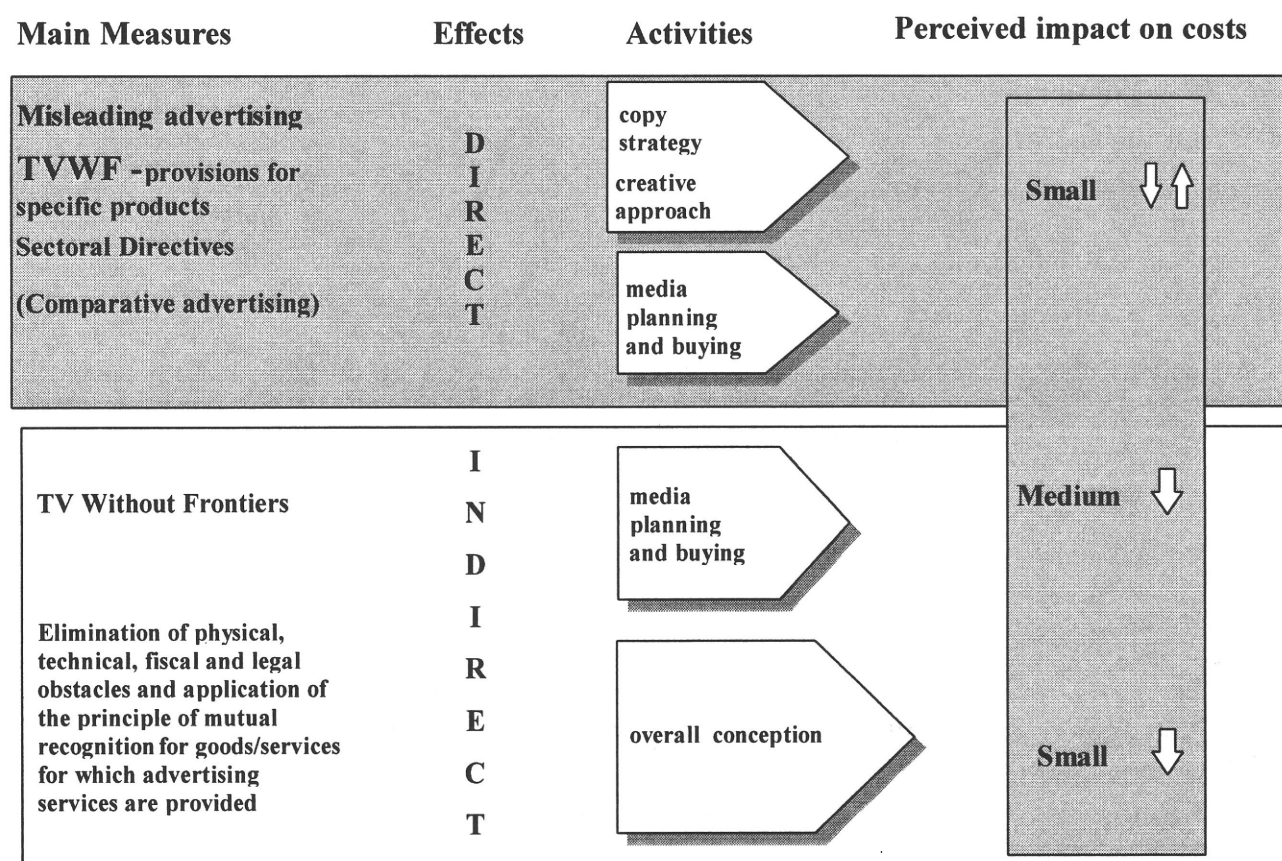 Main Measures
Effects
Activities
Perceived impact on costs
Misleading advertising
TVWF - provisions for
specific products
Sectoral Directives
(Comparative advertising)
D
I
R
E
C
T
copy
strategy
creative
approach
media
planning
and buying
Small
TV Without Frontiers
Elimination of physical,
technical, fiscal and legal
obstacles and application of
the principle of mutual
recognition for goods/services
for which advertising
services are provided
I
N
D
I
R
E
C
T
media
planning
and buying
overall conception
Medium
Small